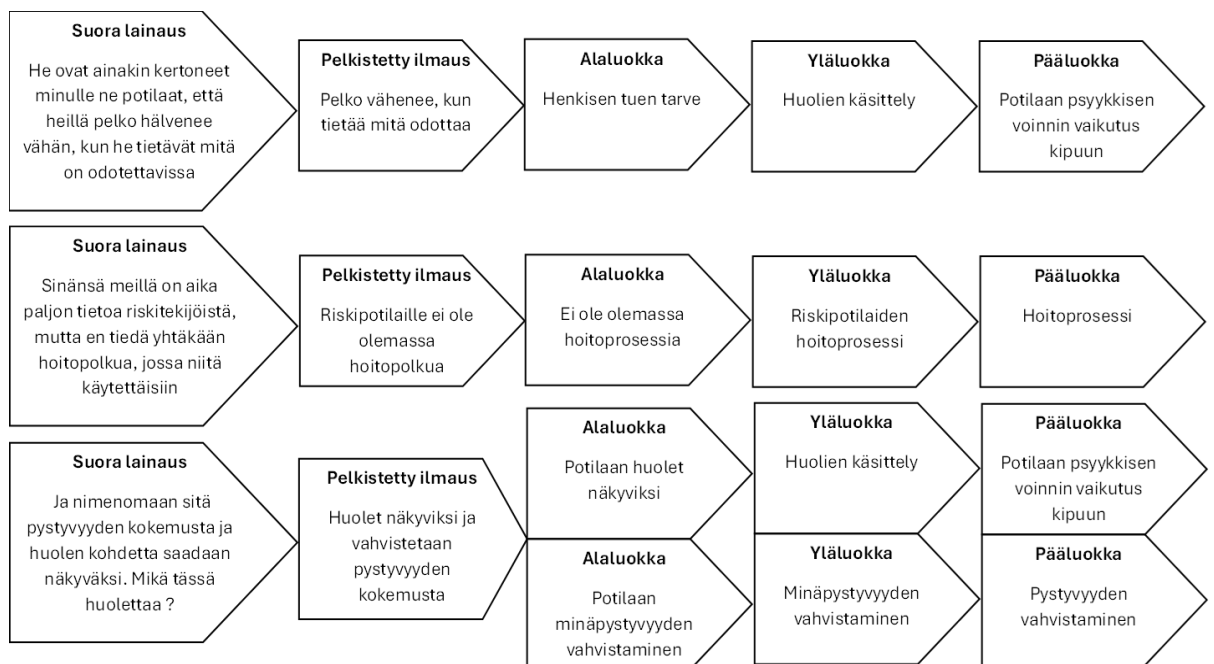 Suora lainaus
He ovat ainakin kertoneet
minulle ne potilaat, että
heillä pelko hälvenee
vähän, kun he tietävät mitä
on odotettavissa
Pelkistetty ilmaus
Pelko vähenee, kun
tietää mitä odottaa
Alaluokka
Henkisen tuen tarve
Yläluokka
Huolien käsittely
Pääluokka
Potilaan psyykkisen
voinnin vaikutus
kipuun
Suora lainaus
Sinänsä meillä on aika
paljon tietoa riskitekijöistä,
mutta en tiedä yhtäkään
hoitopolkua, jossa niitä
käytettäisiin
Pelkistetty ilmaus
Riskipotilaille ei ole
olemassa
hoitopolkua
Alaluokka
Ei ole olemassa
hoitoprosessia
Yläluokka
Riskipotilaiden
hoitoprosessi
Pääluokka
Hoitoprosessi
Suora lainaus
Ja nimenomaan sitä
pystyvyyden kokemusta ja
huolen kohdetta saadaan
näkyväksi. Mikä tässä
huolettaa ?
Pelkistetty ilmaus
Huolet näkyviksi ja
vahvistetaan
pystyvyyden
kokemusta
Alaluokka
Potilaan huolet
näkyviksi
Yläluokka
Huolien käsittely
Pääluokka
Potilaan psyykkisen
voinnin vaikutus
kipuun
Alaluokka
Potilaan
minäpystyvyyden
vahvistaminen
Yläluokka
Minäpystyvyyden
vahvistaminen
Pääluokka
Pystyvyyden
vahvistaminen